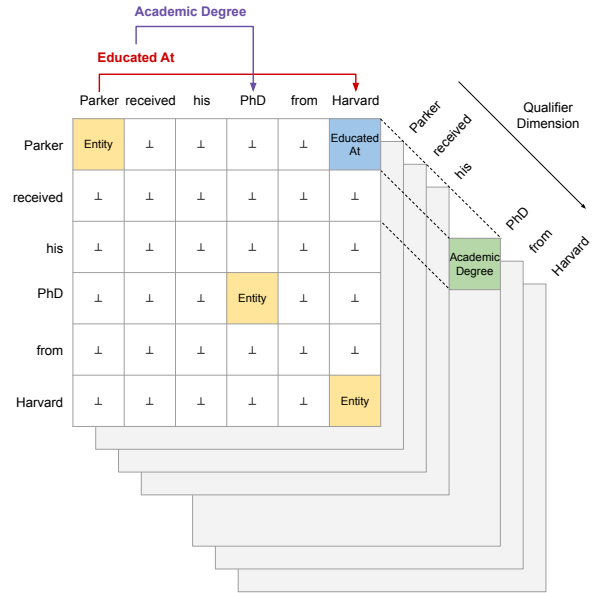 Academic Degree
Educated At
Parker received his PhD from Harvard
Qualifier
Dimension
Parker
received
his
PhD
from
Harvard
Parker Entity ⊥ ⊥ ⊥ ⊥ Educated
At
received ⊥ ⊥ ⊥ ⊥ ⊥ ⊥
his ⊥ ⊥ ⊥ ⊥ ⊥ ⊥
Academic
Degree
PhD ⊥ ⊥ ⊥ Entity ⊥ ⊥
from ⊥ ⊥ ⊥ ⊥ ⊥ ⊥
Harvard ⊥ ⊥ ⊥ ⊥ ⊥ Entity